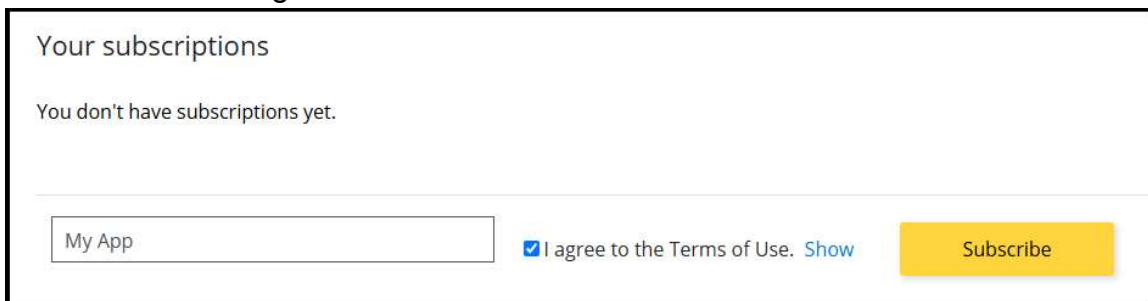 Your subscriptions
You don't have subscriptions yet.
My App
I agree to the Terms of Use. Show
Subscribe